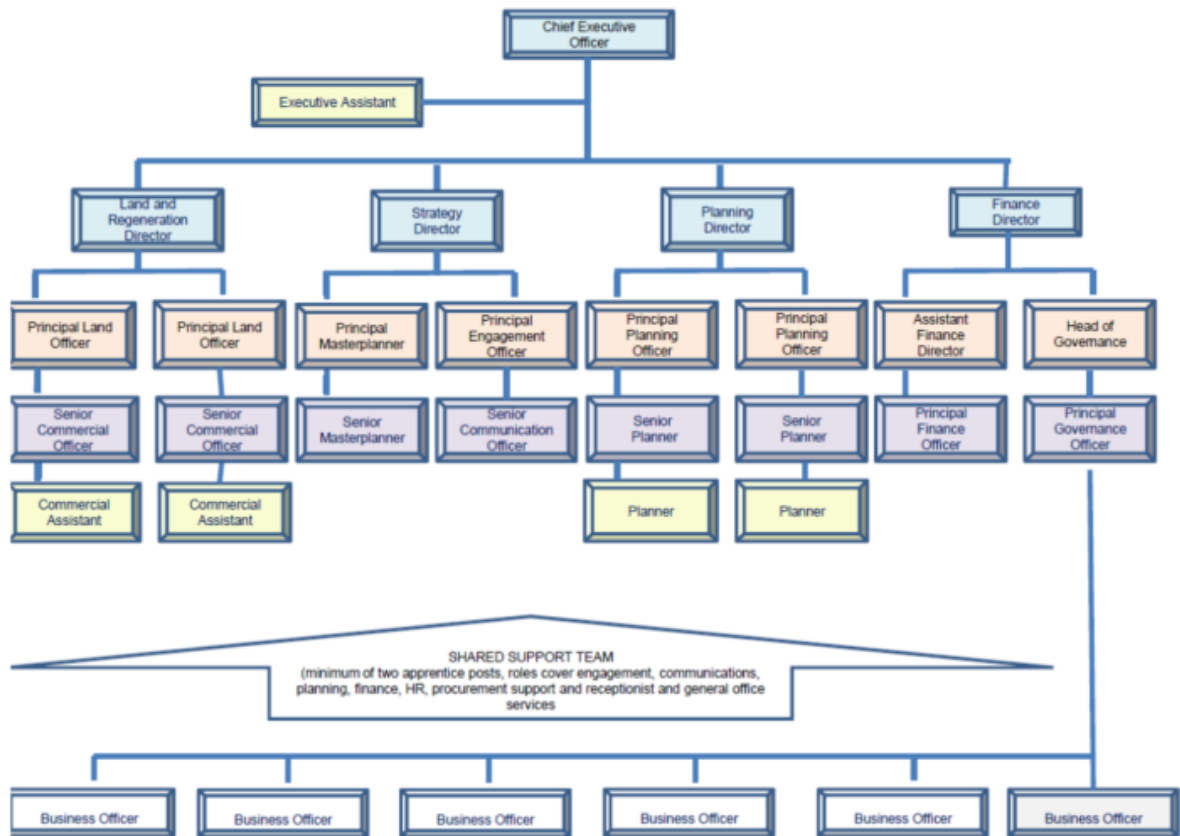 Chief Executive
Officer
Executive Assistant
Land and
Regeneration
Director
Strategy
Director
Planning
Director
Finance
Director
Principal Land
Officer
Principal Land
Officer
Principal
Masterplanner
Principal
Engagement
Officer
Principal
Planning
Officer
Principal
Planning
Officer
Assistant
Finance
Director
Head of
Governance
Senior
Commercial
Officer
Senior
Commercial
Officer
Senior
Masterplanner
Senior
Communication
Officer
Senior
Planner
Senior
Planner
Principal
Finance
Officer
Principal
Governance
Officer
Commercial
Assistant
Commercial
Assistant
Planner
Planner
SHARED SUPPORT TEAM
(minimum of two apprentice posts, roles cover engagement, communications,
planning, finance, HR, procurement support and receptionist and general office
services
Business Officer
Business Officer
Business Officer
Business Officer
Business Officer
Business Officer